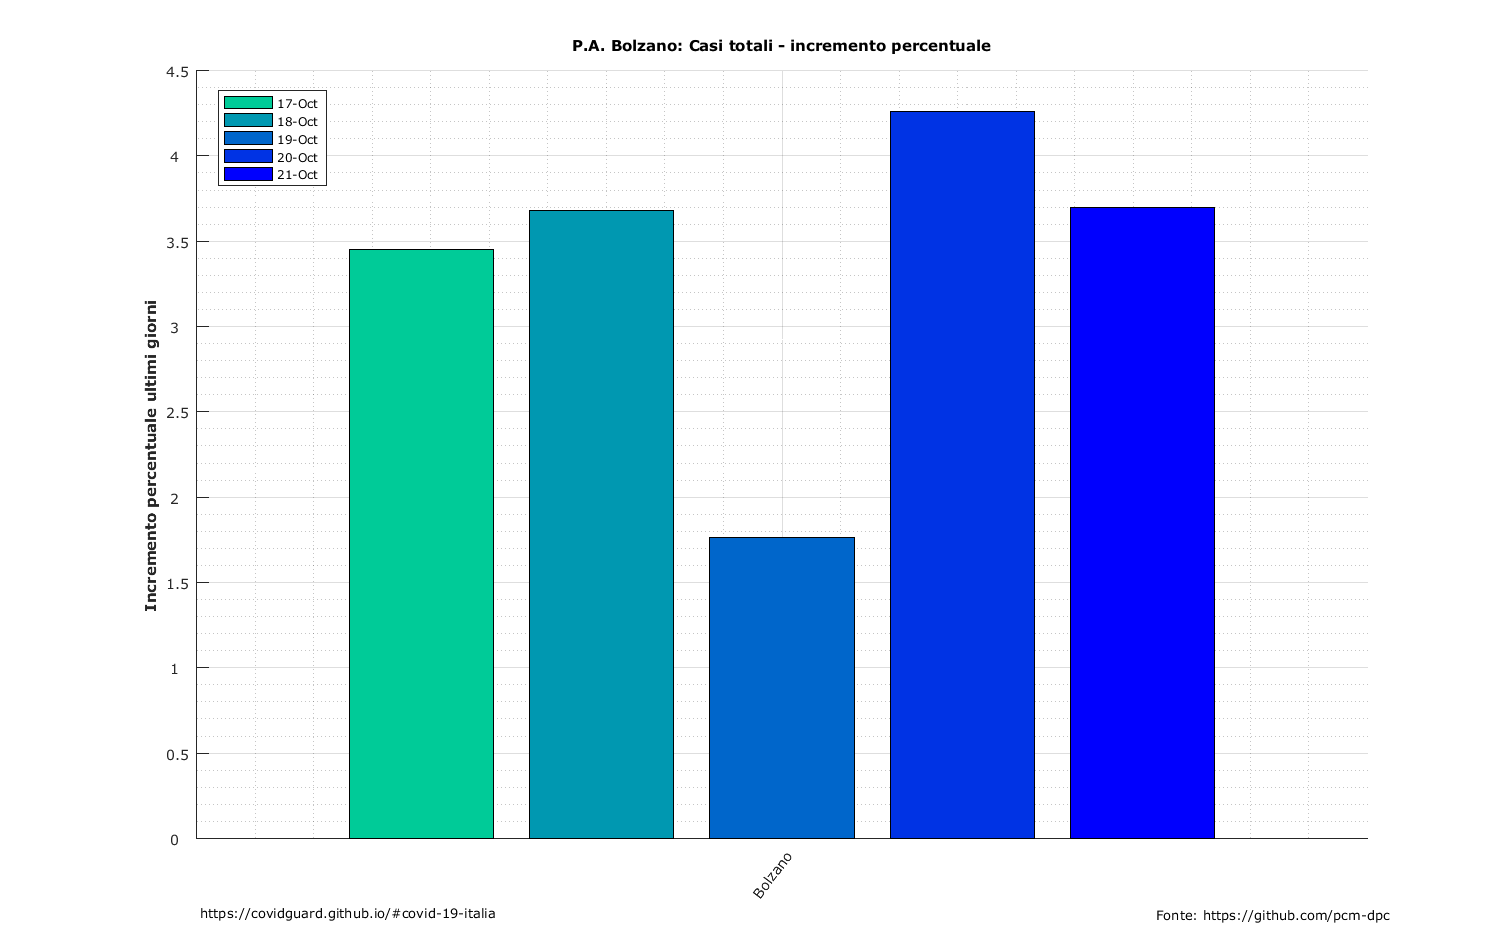 P.A. Bolzano: Casi totali - incremento percentuale
4.5
4
3.5
3
2.5
2
1.5
1
0.5
0
17-Oct
18-Oct
19-Oct
20-Oct
21-Oct
Incremento percentuale ultimi giorni
Bolzano
https://covidguard.github.io/#covid-19-italia
Fonte: https://github.com/pcm-dpc